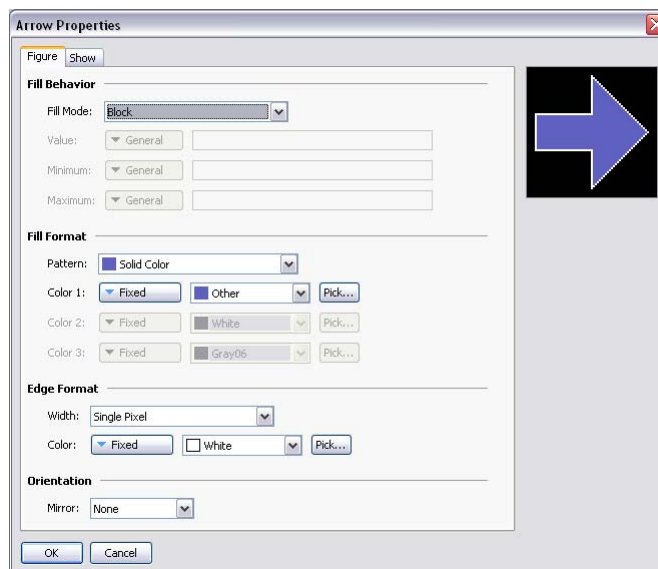 Arrow Properties
Figure Show
Fill Behavior
Fill Mode: Block
Value: General
Minimum: General
Maximum: General
Fill Format
Pattern: Solid Color
Color 1: Fixed Other Pick...
Color 2: Fixed White Pick...
Color 3: Fixed Gray06 Pick...
Edge Format
Width: Single Pixel
Color: Fixed White Pick...
Orientation
Mirror: None
OK Cancel